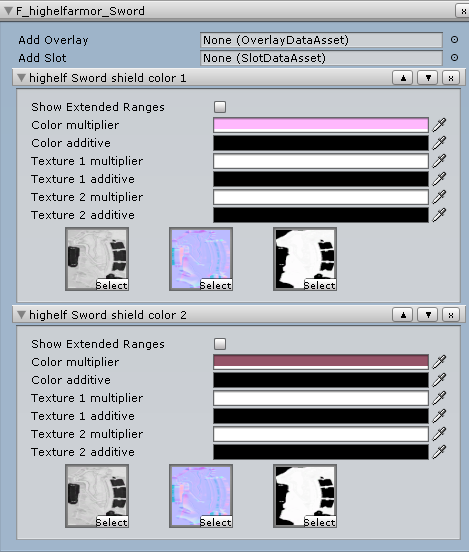 F_highelfarmor_Sword
x
Add Overlay None (OverlayDataAsset)
Add Slot None (SlotDataAsset)
highelf Sword shield color 1 x
Show Extended Ranges
Color multiplier
Color additive
Texture 1 multiplier
Texture 1 additive
Texture 2 multiplier
Texture 2 additive
Select Select Select
highelf Sword shield color 2 x
Show Extended Ranges
Color multiplier
Color additive
Texture 1 multiplier
Texture 1 additive
Texture 2 multiplier
Texture 2 additive
Select Select Select